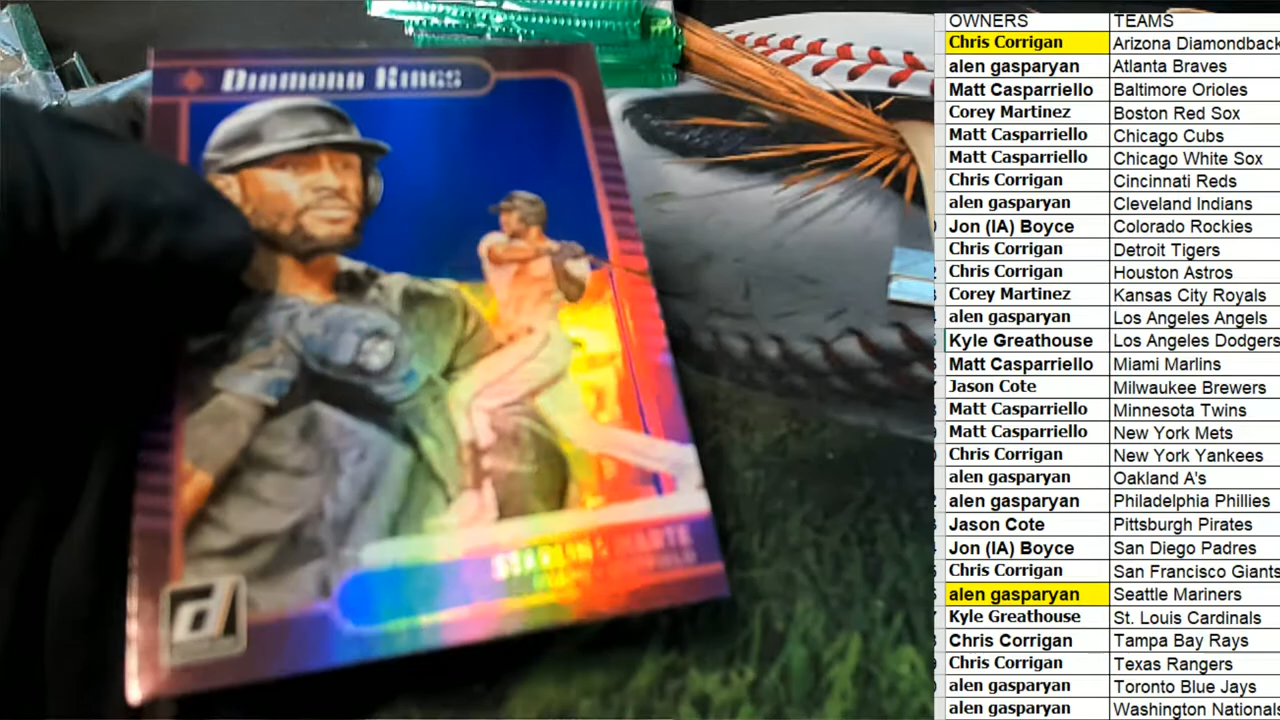 DIAMOND KINGS
STARLING MARTE
d
OWNERS TEAMS
Chris Corrigan Arizona Diamondback
alen gasparyan Atlanta Braves
Matt Casparriello Baltimore Orioles
Corey Martinez Boston Red Sox
Matt Casparriello Chicago Cubs
Matt Casparriello Chicago White Sox
Chris Corrigan Cincinnati Reds
alen gasparyan Cleveland Indians
Jon (IA) Boyce Colorado Rockies
Chris Corrigan Detroit Tigers
Chris Corrigan Houston Astros
Corey Martinez Kansas City Royals
alen gasparyan Los Angeles Angels
Kyle Greathouse Los Angeles Dodgers
Matt Casparriello Miami Marlins
Jason Cote Milwaukee Brewers
Matt Casparriello Minnesota Twins
Matt Casparriello New York Mets
Chris Corrigan New York Yankees
alen gasparyan Oakland A's
alen gasparyan Philadelphia Phillies
Jason Cote Pittsburgh Pirates
Jon (IA) Boyce San Diego Padres
Chris Corrigan San Francisco Giants
alen gasparyan Seattle Mariners
Kyle Greathouse St. Louis Cardinals
Chris Corrigan Tampa Bay Rays
Chris Corrigan Texas Rangers
alen gasparyan Toronto Blue Jays
alen gasparyan Washington Nationals